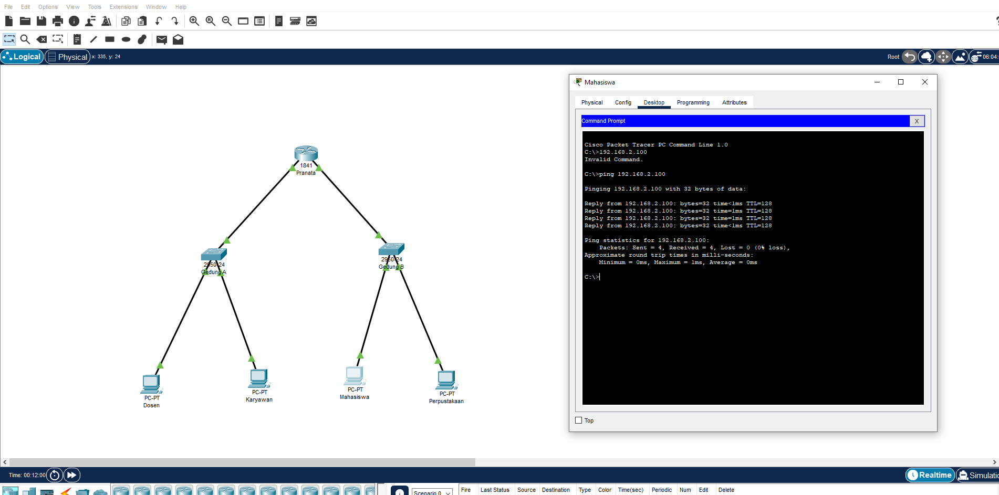 File Edit Options View Tools Extensions Window Help
Logical Physical x: 335, y: 24
Root 06:04:
Mahasiswa
Physical Config Desktop Programming Attributes
Command Prompt X
Cisco Packet Tracer PC Command Line 1.0
C:\>192.168.2.100
Invalid Command.
C:\>ping 192.168.2.100
Pinging 192.168.2.100 with 32 bytes of data:
Reply from 192.168.2.100: bytes=32 time<1ms TTL=128
Reply from 192.168.2.100: bytes=32 time=1ms TTL=128
Reply from 192.168.2.100: bytes=32 time=1ms TTL=128
Reply from 192.168.2.100: bytes=32 time<1ms TTL=128
Ping statistics for 192.168.2.100:
Packets: Sent = 4, Received = 4, Lost = 0 (0% loss),
Approximate round trip times in milli-seconds:
Minimum = 0ms, Maximum = 1ms, Average = 0ms
C:\>
Top
1841
Pranata
2950-24
Gedung A
2950-24
Gedung B
PC-PT
Dosen
PC-PT
Karyawan
PC-PT
Mahasiswa
PC-PT
Perpustakaan
Time: 00:12:00
Realtime Simulatio
Scenario 0
Fire Last Status Source Destination Type Color Time(sec) Periodic Num Edit Delete